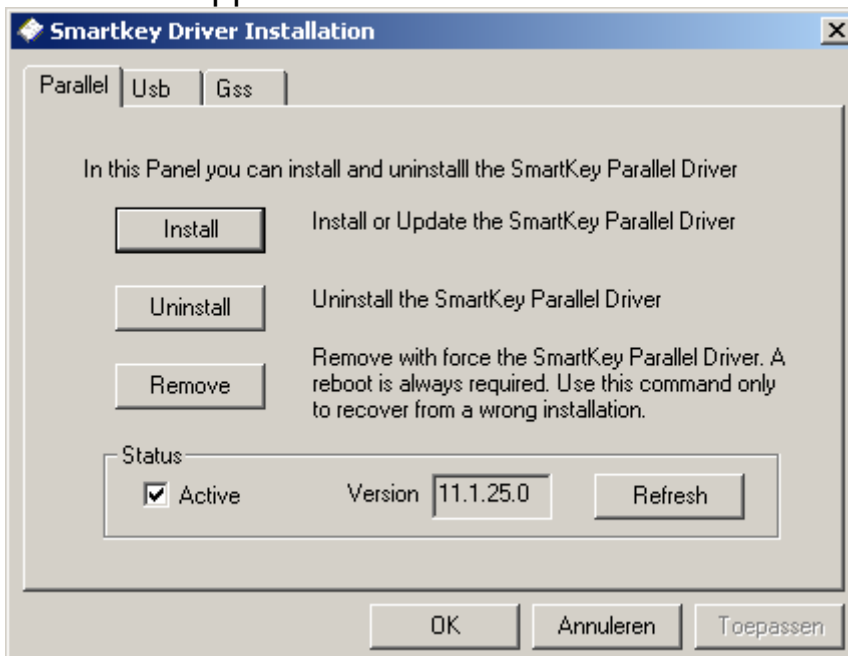 Smartkey Driver Installation
Parallel Usb Gss
In this Panel you can install and uninstalll the SmartKey Parallel Driver
Install Install or Update the SmartKey Parallel Driver
Uninstall Uninstall the SmartKey Parallel Driver
Remove Remove with force the SmartKey Parallel Driver. A
reboot is always required. Use this command only
to recover from a wrong installation.
Status
Active Version 11.1.25.0 Refresh
OK Annuleren Toepassen